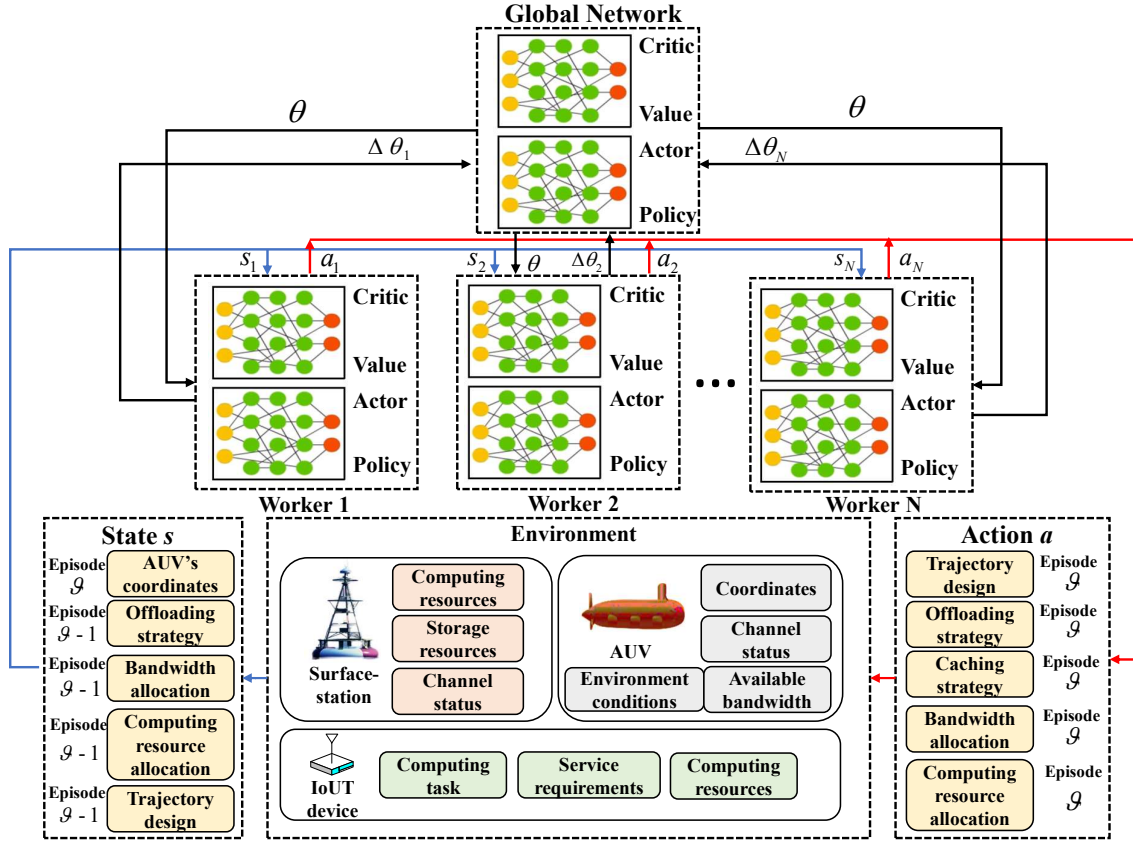 Global Network
Critic
Value
Actor
Policy
θ
θ
Δθ₁
Δθ_N
s₁
a₁
s₂
θ
Δθ₂
a₂
s_N
a_N
Critic
Value
Actor
Policy
Worker 1
Critic
Value
Actor
Policy
Worker 2
...
Critic
Value
Actor
Policy
Worker N
State s
Episode
ϑ
AUV's
coordinates
Episode
ϑ - 1
Offloading
strategy
Episode
ϑ - 1
Bandwidth
allocation
Episode
ϑ - 1
Computing
resource
allocation
Episode
ϑ - 1
Trajectory
design
Environment
Surface-
station
Computing
resources
Storage
resources
Channel
status
AUV
Coordinates
Channel
status
Environment
conditions
Available
bandwidth
IoUT
device
Computing
task
Service
requirements
Computing
resources
Action a
Trajectory
design
Episode
ϑ
Offloading
strategy
Episode
ϑ
Caching
strategy
Episode
ϑ
Bandwidth
allocation
Episode
ϑ
Computing
resource
allocation
Episode
ϑ